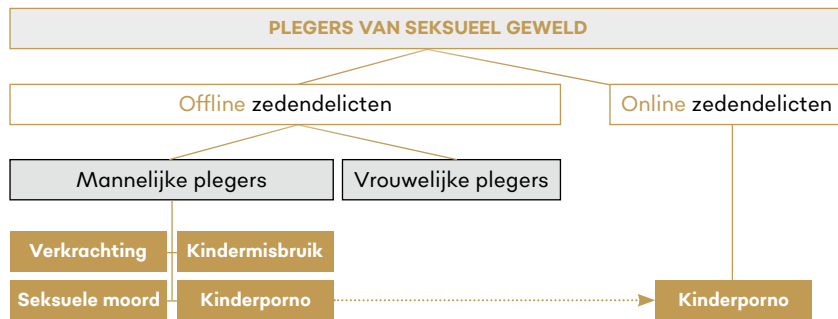 PLEGERS VAN SEKSUEEL GEWELD
Offline zedendelicten
Online zedendelicten
Mannelijke plegers
Vrouwelijke plegers
Verkrachting
Kindermisbruik
Seksuele moord
Kinderporno
Kinderporno